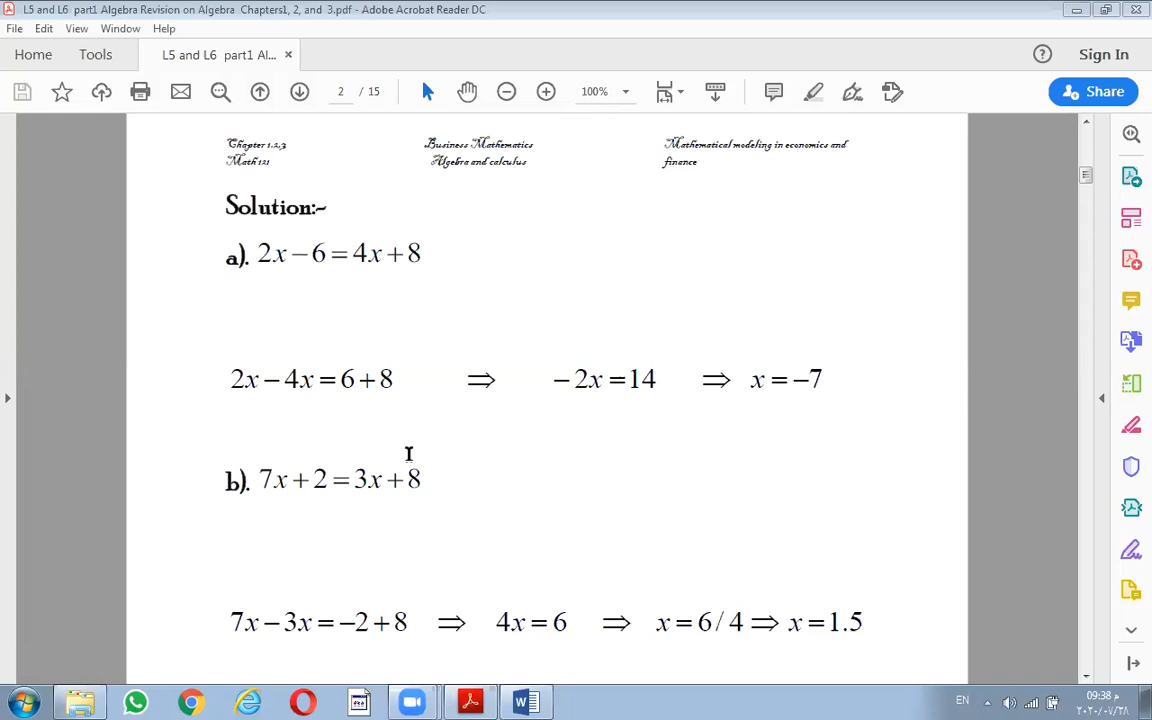 L5 and L6  part1 Algebra Revision on Algebra  Chapters1, 2, and  3.pdf - Adobe Acrobat Reader DC
File Edit View Window Help
Home Tools L5 and L6  part1 Al... × Sign In
2 / 15 100% Share
Chapter 1,2,3 Business Mathematics Mathematical modeling in economics and
Math 121 Algebra and calculus finance
Solution:-
a). 2x − 6 = 4x + 8
2x − 4x = 6 + 8 ⇒ − 2x = 14 ⇒ x = −7
b). 7x + 2 = 3x + 8
7x − 3x = −2 + 8 ⇒ 4x = 6 ⇒ x = 6 / 4 ⇒ x = 1.5
EN 09:38 م
٢٠٢٠/٠٧/٢٨